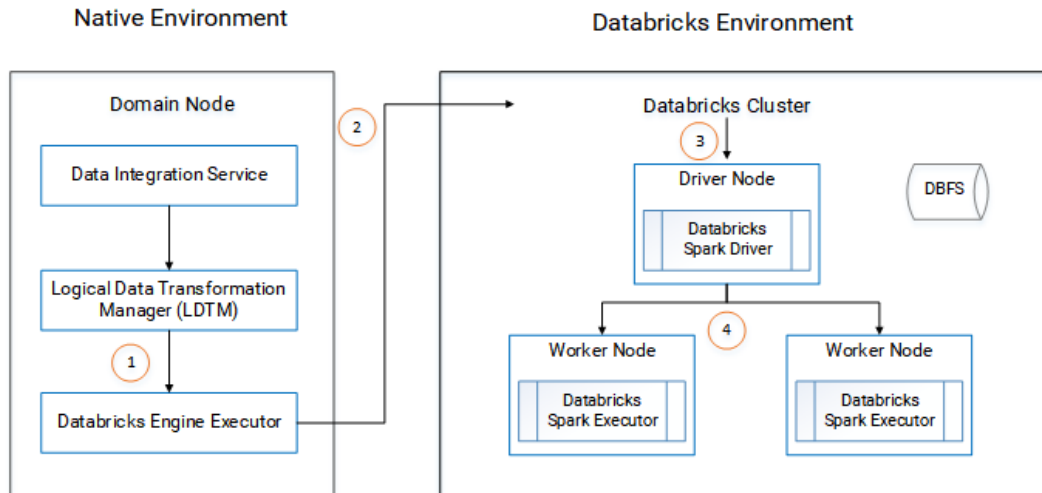 Native Environment
Databricks Environment
Domain Node
Data Integration Service
Logical Data Transformation
Manager (LDTM)
1
Databricks Engine Executor
2
Databricks Cluster
3
Driver Node
Databricks
Spark Driver
DBFS
4
Worker Node
Databricks
Spark Executor
Worker Node
Databricks
Spark Executor